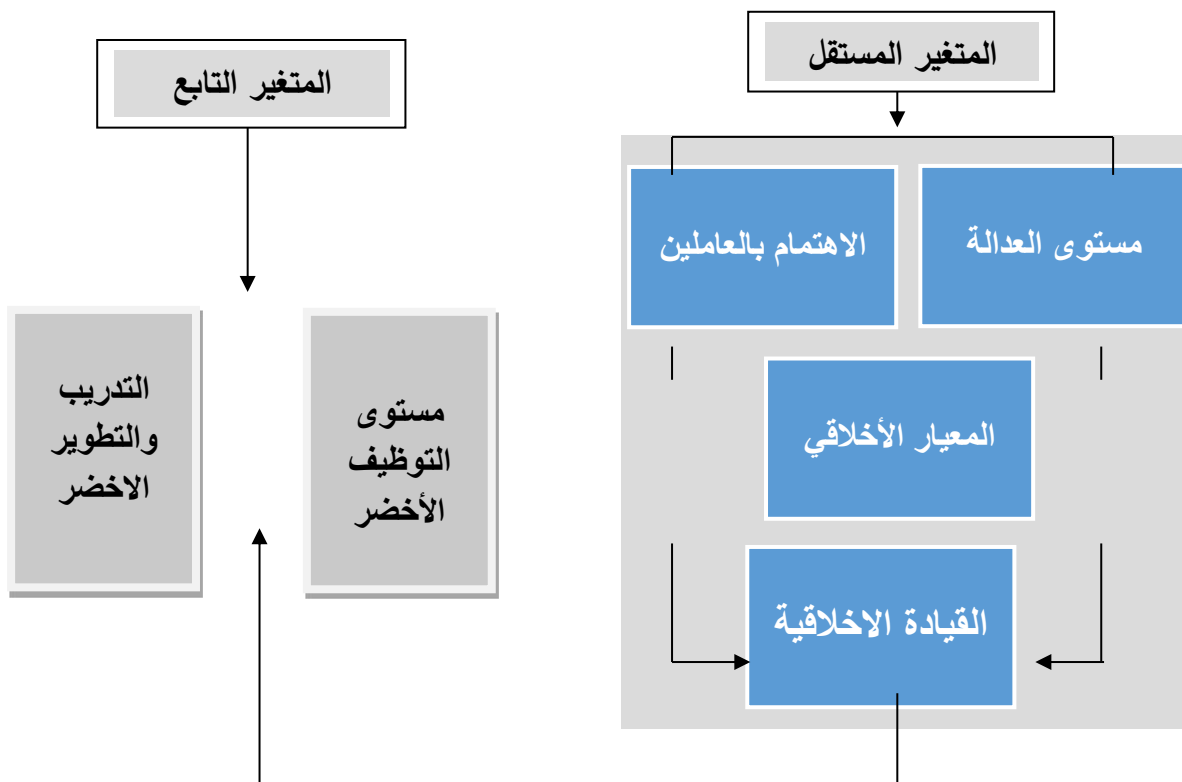 المتغير المستقل
المتغير التابع
مستوى العدالة
الاهتمام بالعاملين
المعيار الأخلاقي
القيادة الاخلاقية
مستوى
التوظيف
الأخضر
التدريب
والتطوير
الاخضر